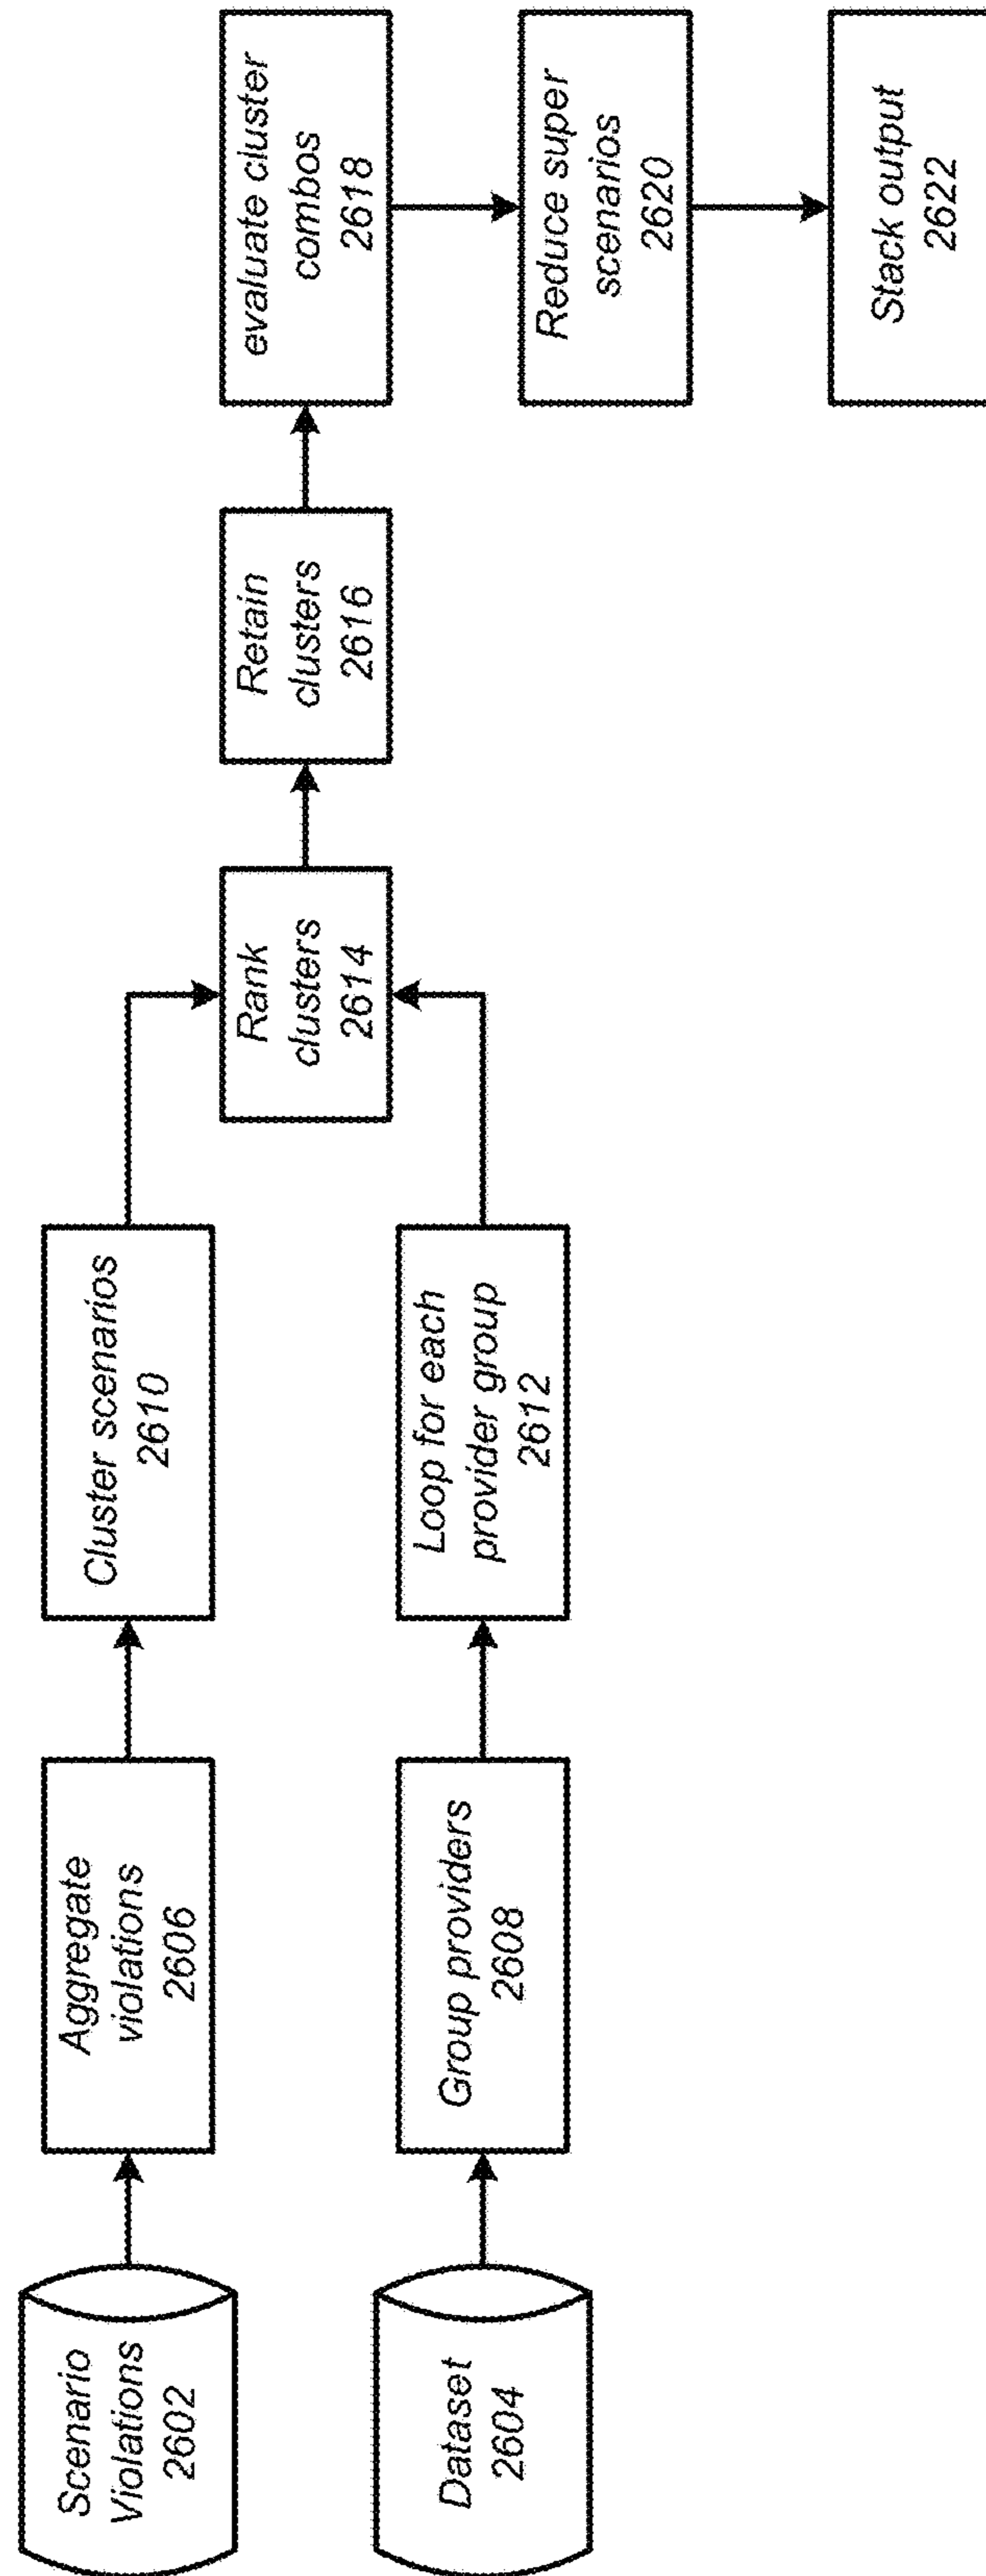 Scenario
Violations
2602
Aggregate
violations
2606
Cluster scenarios
2610
Dataset
2604
Group providers
2608
Loop for each
provider group
2612
Rank
clusters
2614
Retain
clusters
2616
evaluate cluster
combos
2618
Reduce super
scenarios
2620
Stack output
2622